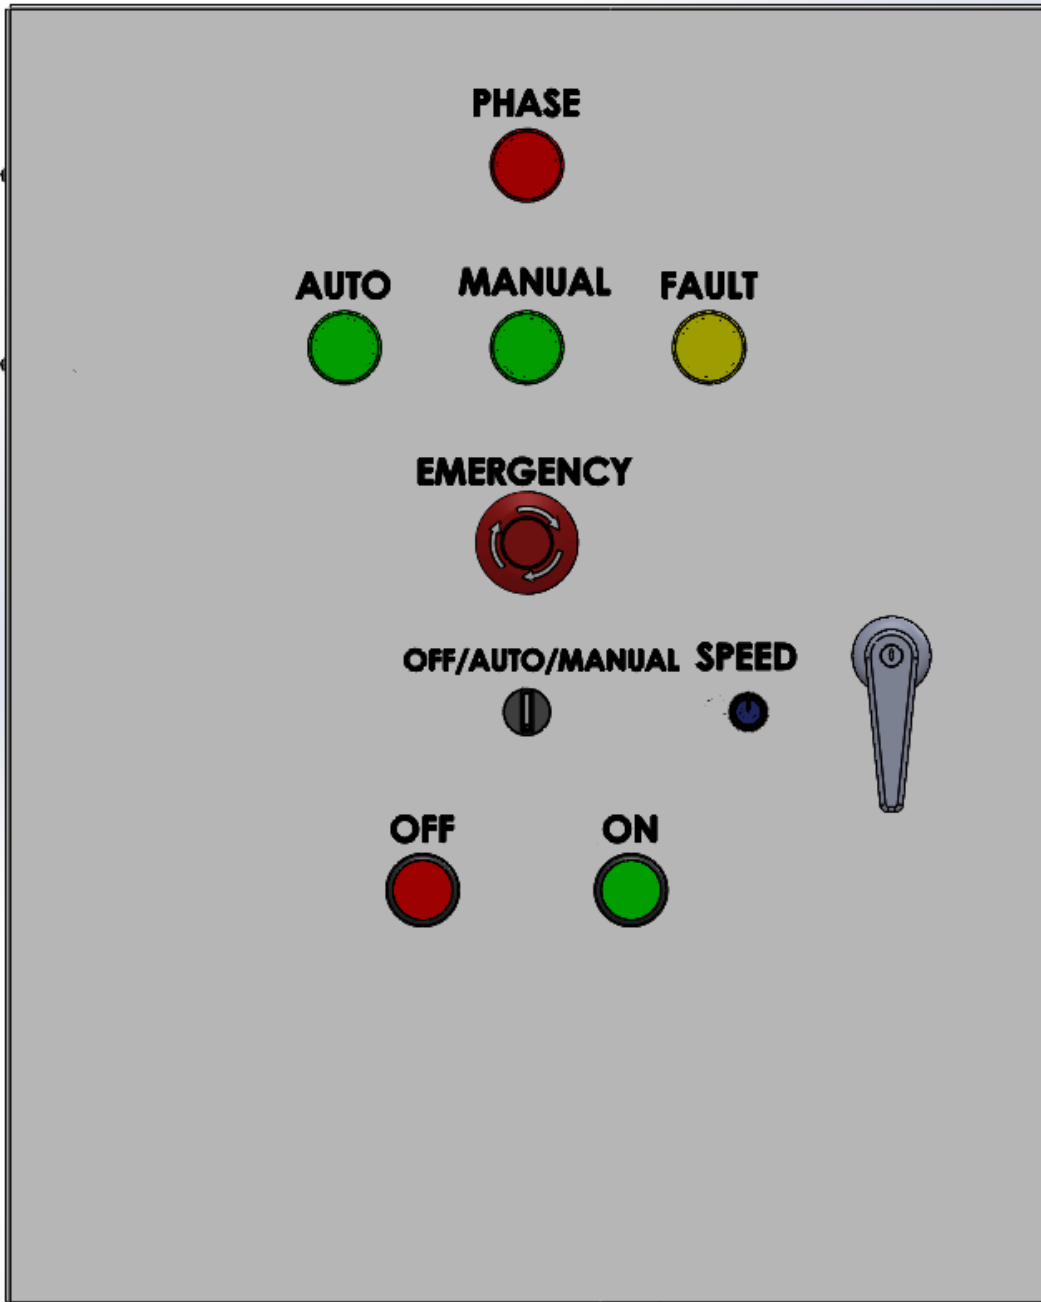 PHASE
AUTO MANUAL FAULT
EMERGENCY
OFF/AUTO/MANUAL SPEED
OFF ON